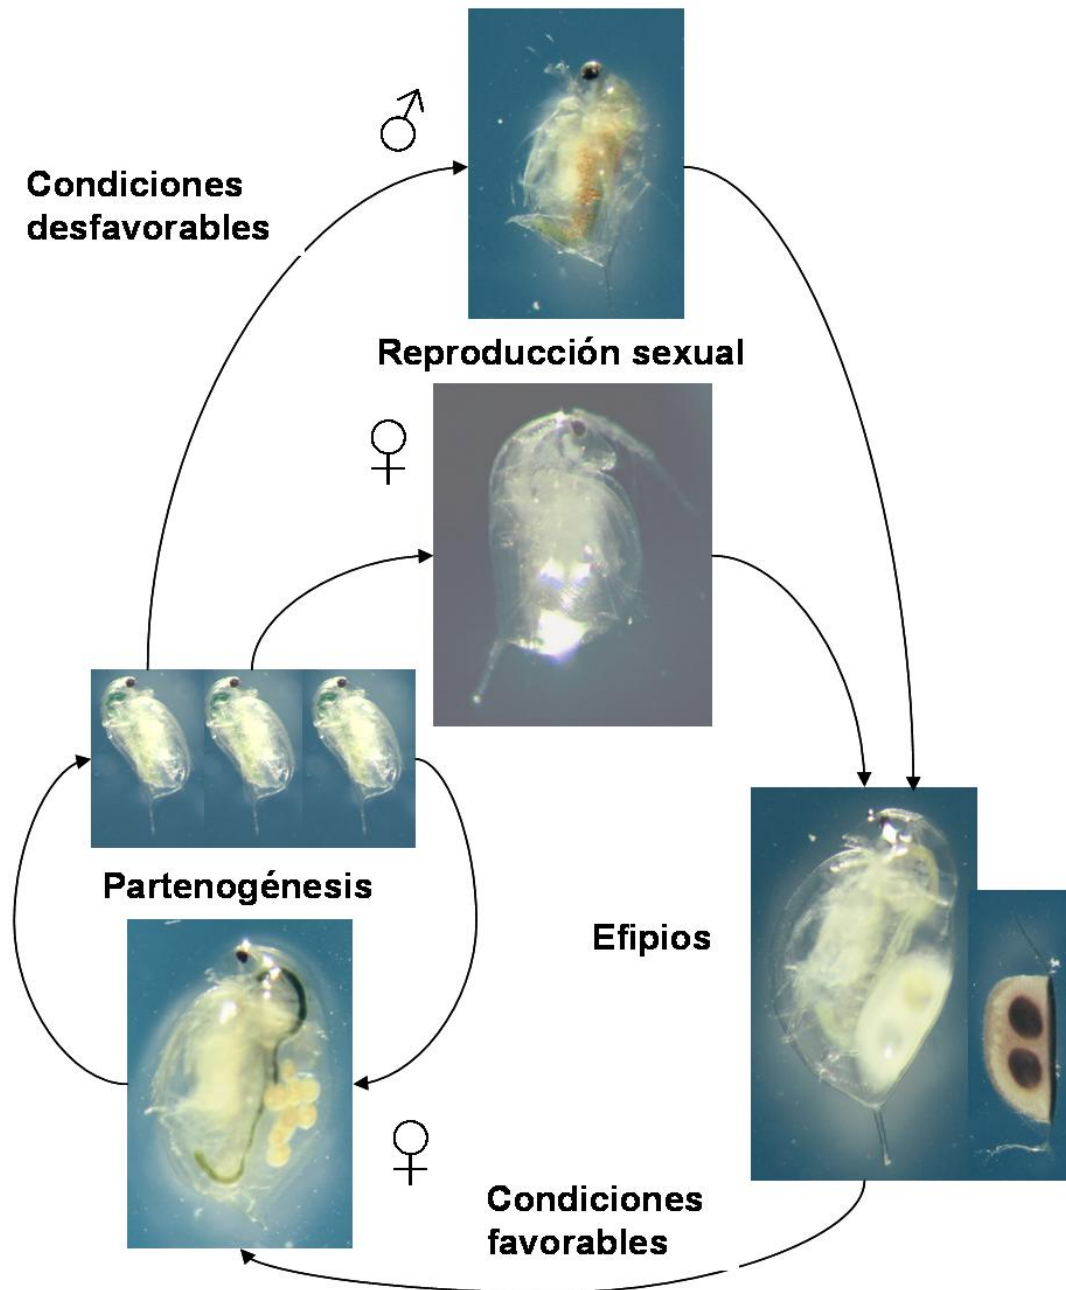 ♂
Condiciones
desfavorables
Reproducción sexual
♀
Partenogénesis
Efipios
♀
Condiciones
favorables